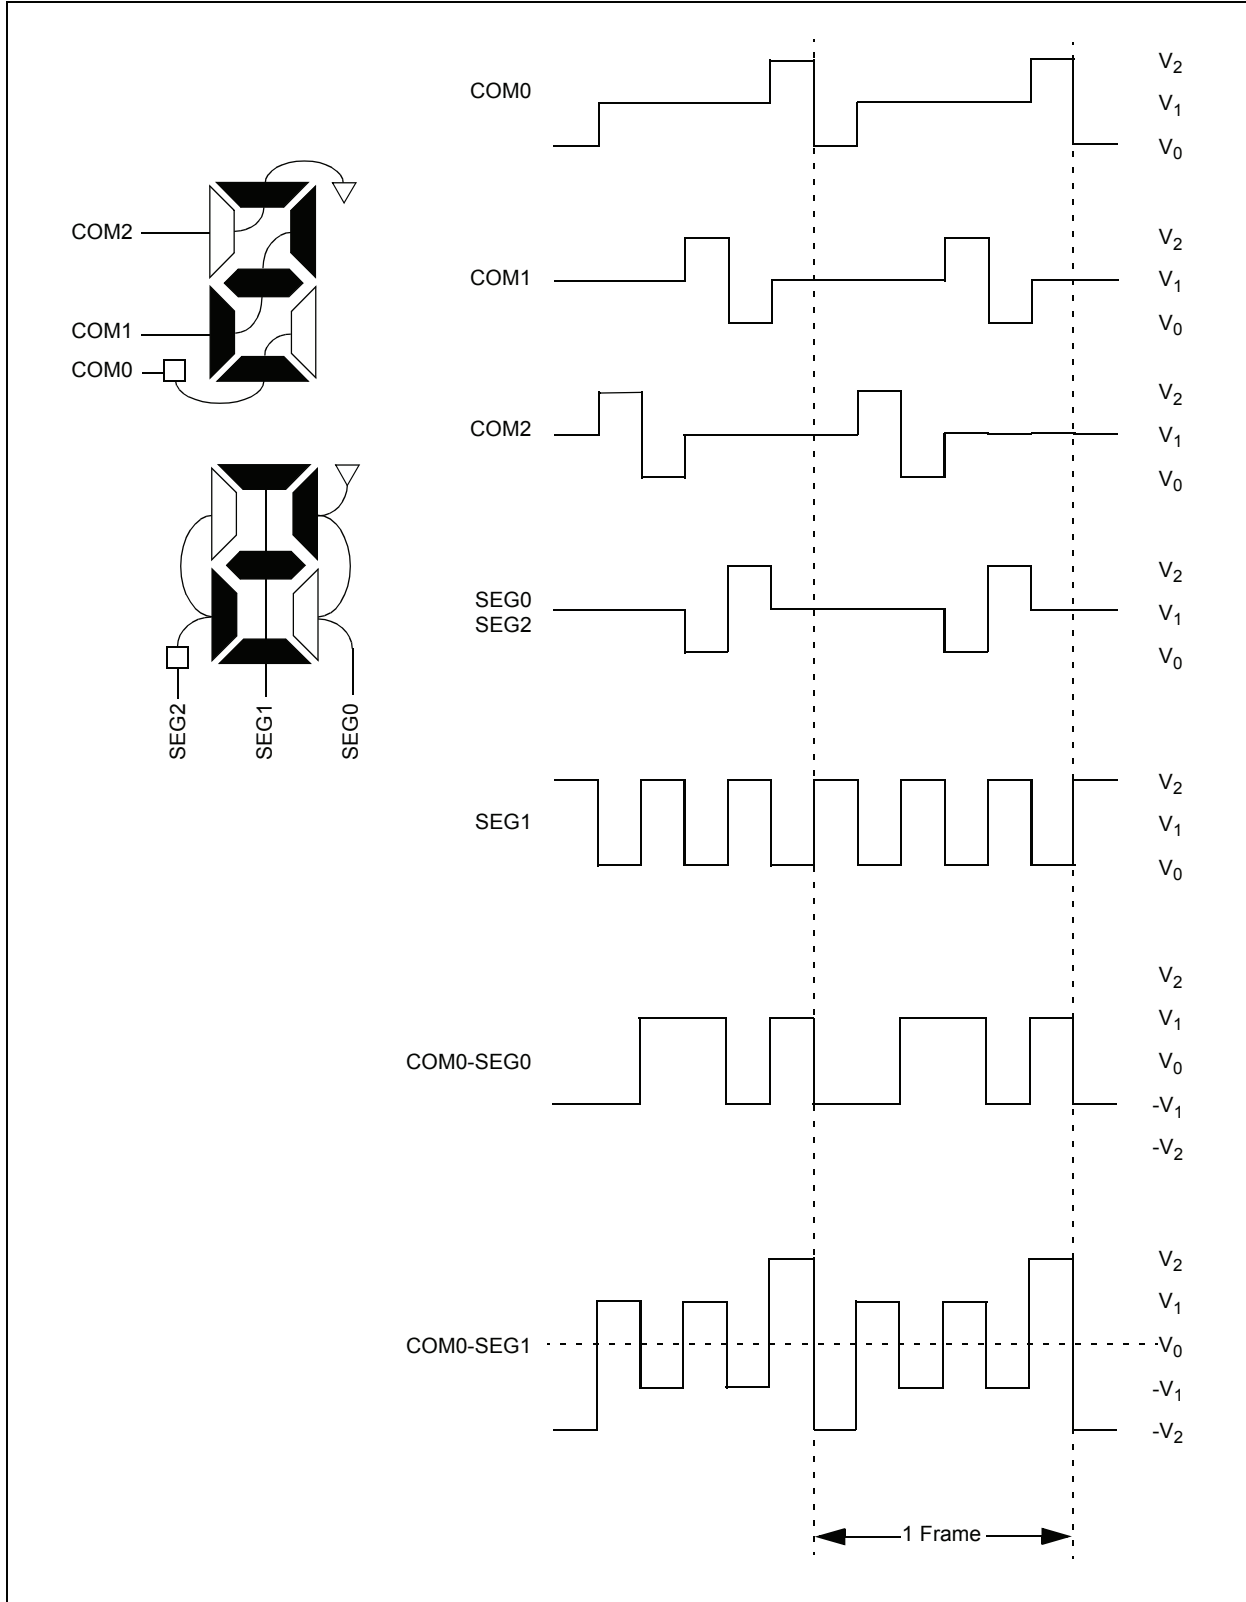 COM0
V2
V1
V0
COM2
COM1
COM0
COM1
V2
V1
V0
COM2
V2
V1
V0
SEG2
SEG1
SEG0
SEG0
SEG2
V2
V1
V0
SEG1
V2
V1
V0
COM0-SEG0
V2
V1
V0
-V1
-V2
COM0-SEG1
V2
V1
V0
-V1
-V2
1 Frame